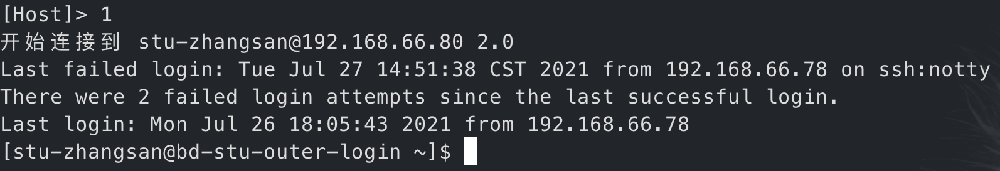 [Host]> 1
开始连接到 stu-zhangsan@192.168.66.80 2.0
Last failed login: Tue Jul 27 14:51:38 CST 2021 from 192.168.66.78 on ssh:notty
There were 2 failed login attempts since the last successful login.
Last login: Mon Jul 26 18:05:43 2021 from 192.168.66.78
[stu-zhangsan@bd-stu-outer-login ~]$